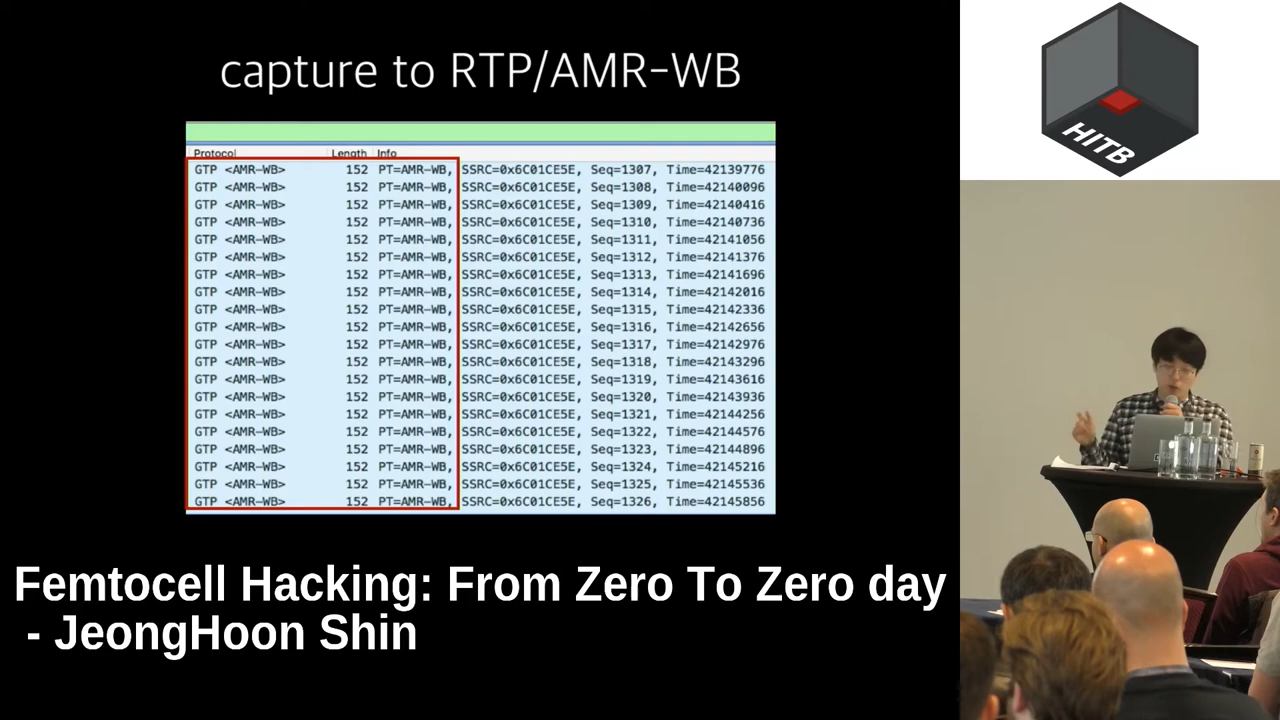 capture to RTP/AMR-WB
HITB
Protocol Length Info
GTP <AMR-WB> 152 PT=AMR-WB, SSRC=0x6C01CE5E, Seq=1307, Time=42139776
GTP <AMR-WB> 152 PT=AMR-WB, SSRC=0x6C01CE5E, Seq=1308, Time=42140096
GTP <AMR-WB> 152 PT=AMR-WB, SSRC=0x6C01CE5E, Seq=1309, Time=42140416
GTP <AMR-WB> 152 PT=AMR-WB, SSRC=0x6C01CE5E, Seq=1310, Time=42140736
GTP <AMR-WB> 152 PT=AMR-WB, SSRC=0x6C01CE5E, Seq=1311, Time=42141056
GTP <AMR-WB> 152 PT=AMR-WB, SSRC=0x6C01CE5E, Seq=1312, Time=42141376
GTP <AMR-WB> 152 PT=AMR-WB, SSRC=0x6C01CE5E, Seq=1313, Time=42141696
GTP <AMR-WB> 152 PT=AMR-WB, SSRC=0x6C01CE5E, Seq=1314, Time=42142016
GTP <AMR-WB> 152 PT=AMR-WB, SSRC=0x6C01CE5E, Seq=1315, Time=42142336
GTP <AMR-WB> 152 PT=AMR-WB, SSRC=0x6C01CE5E, Seq=1316, Time=42142656
GTP <AMR-WB> 152 PT=AMR-WB, SSRC=0x6C01CE5E, Seq=1317, Time=42142976
GTP <AMR-WB> 152 PT=AMR-WB, SSRC=0x6C01CE5E, Seq=1318, Time=42143296
GTP <AMR-WB> 152 PT=AMR-WB, SSRC=0x6C01CE5E, Seq=1319, Time=42143616
GTP <AMR-WB> 152 PT=AMR-WB, SSRC=0x6C01CE5E, Seq=1320, Time=42143936
GTP <AMR-WB> 152 PT=AMR-WB, SSRC=0x6C01CE5E, Seq=1321, Time=42144256
GTP <AMR-WB> 152 PT=AMR-WB, SSRC=0x6C01CE5E, Seq=1322, Time=42144576
GTP <AMR-WB> 152 PT=AMR-WB, SSRC=0x6C01CE5E, Seq=1323, Time=42144896
GTP <AMR-WB> 152 PT=AMR-WB, SSRC=0x6C01CE5E, Seq=1324, Time=42145216
GTP <AMR-WB> 152 PT=AMR-WB, SSRC=0x6C01CE5E, Seq=1325, Time=42145536
GTP <AMR-WB> 152 PT=AMR-WB, SSRC=0x6C01CE5E, Seq=1326, Time=42145856
Femtocell Hacking: From Zero To Zero day
- JeongHoon Shin